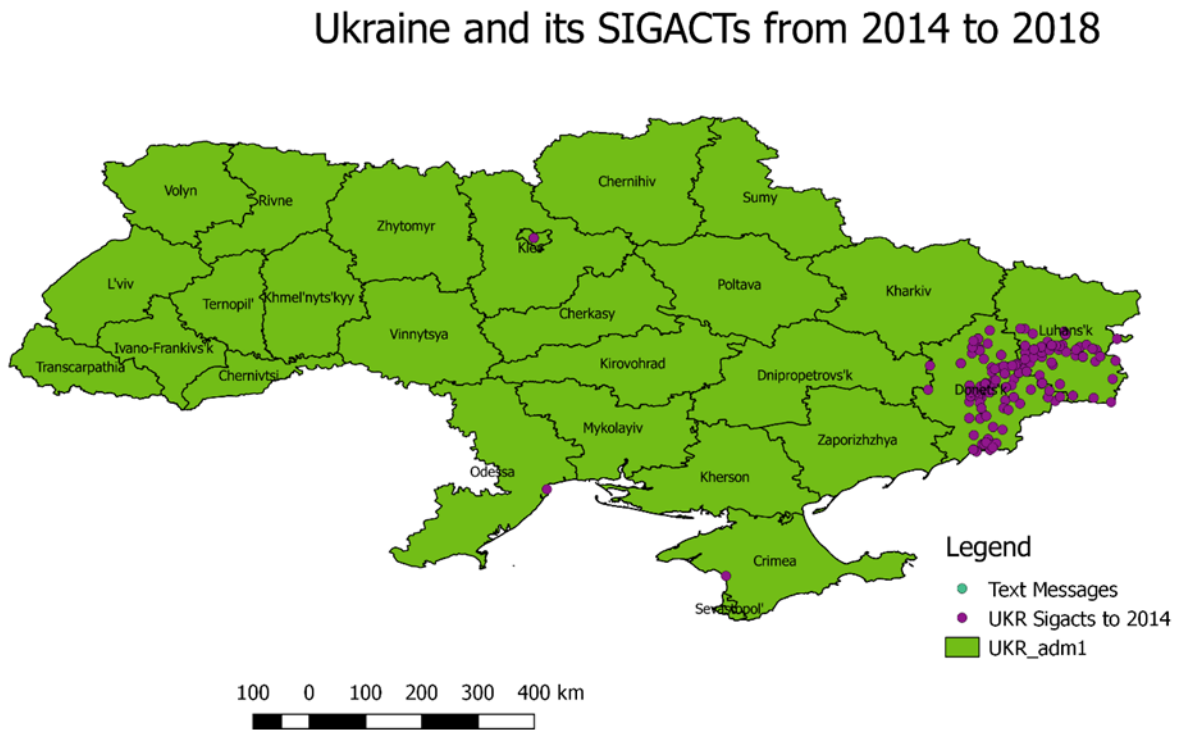 Ukraine and its SIGACTs from 2014 to 2018
Volyn
Rivne
Zhytomyr
Chernihiv
Sumy
L'viv
Ternopil'
Khmel'nyts'kyy
Vinnytsya
Cherkasy
Poltava
Kharkiv
Luhans'k
Transcarpathia
Ivano-Frankivs'k
Chernivtsi
Kirovohrad
Dnipropetrovs'k
Donets'k
Mykolayiv
Zaporizhzhya
Odessa
Kherson
Crimea
Sevastopol'
Legend
Text Messages
UKR Sigacts to 2014
UKR_adm1
100 0 100 200 300 400 km